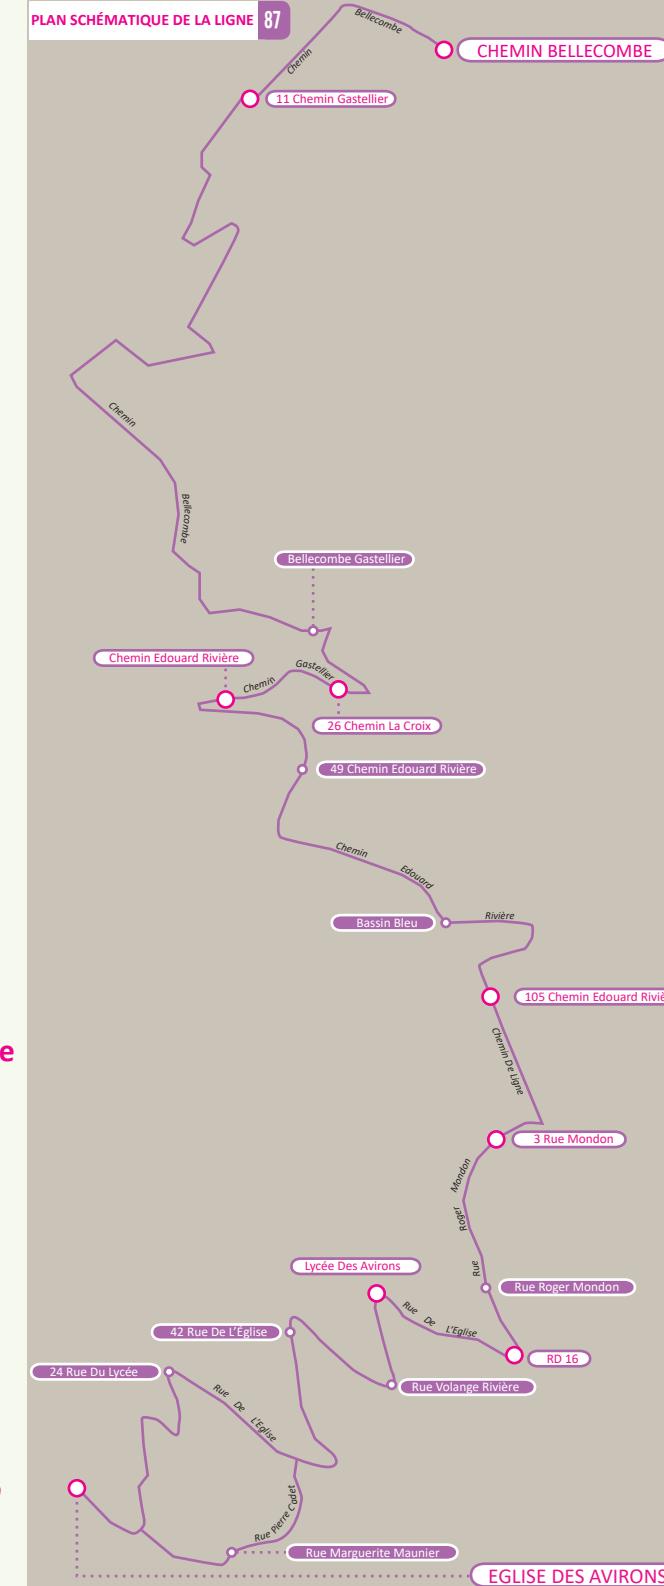 PLAN SCHÉMATIQUE DE LA LIGNE 87
Bellecombe
CHEMIN BELLECOMBE
Chemin
11 Chemin Gastellier
Chemin
Bellecombe
Bellecombe Gastellier
Chemin Edouard Rivière
Gastellier
Chemin
26 Chemin La Croix
49 Chemin Edouard Rivière
Chemin
Edouard
Bassin Bleu
Rivière
105 Chemin Edouard Riviè
e
Chemin De Ligne
3 Rue Mondon
Mondon
Roger
Rue
Lycée Des Avirons
Rue Roger Mondon
Rue De L'Eglise
42 Rue De L'Église
RD 16
24 Rue Du Lycée
Rue Volange Rivière
Rue De L'Eglise
Rue Pierre Cadet
Rue Marguerite Maunier
EGLISE DES AVIRONS